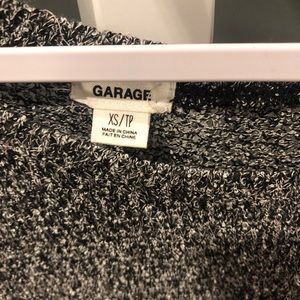 GARAGE
XS/TP
MADE IN CHINA
FAIT EN CHINE